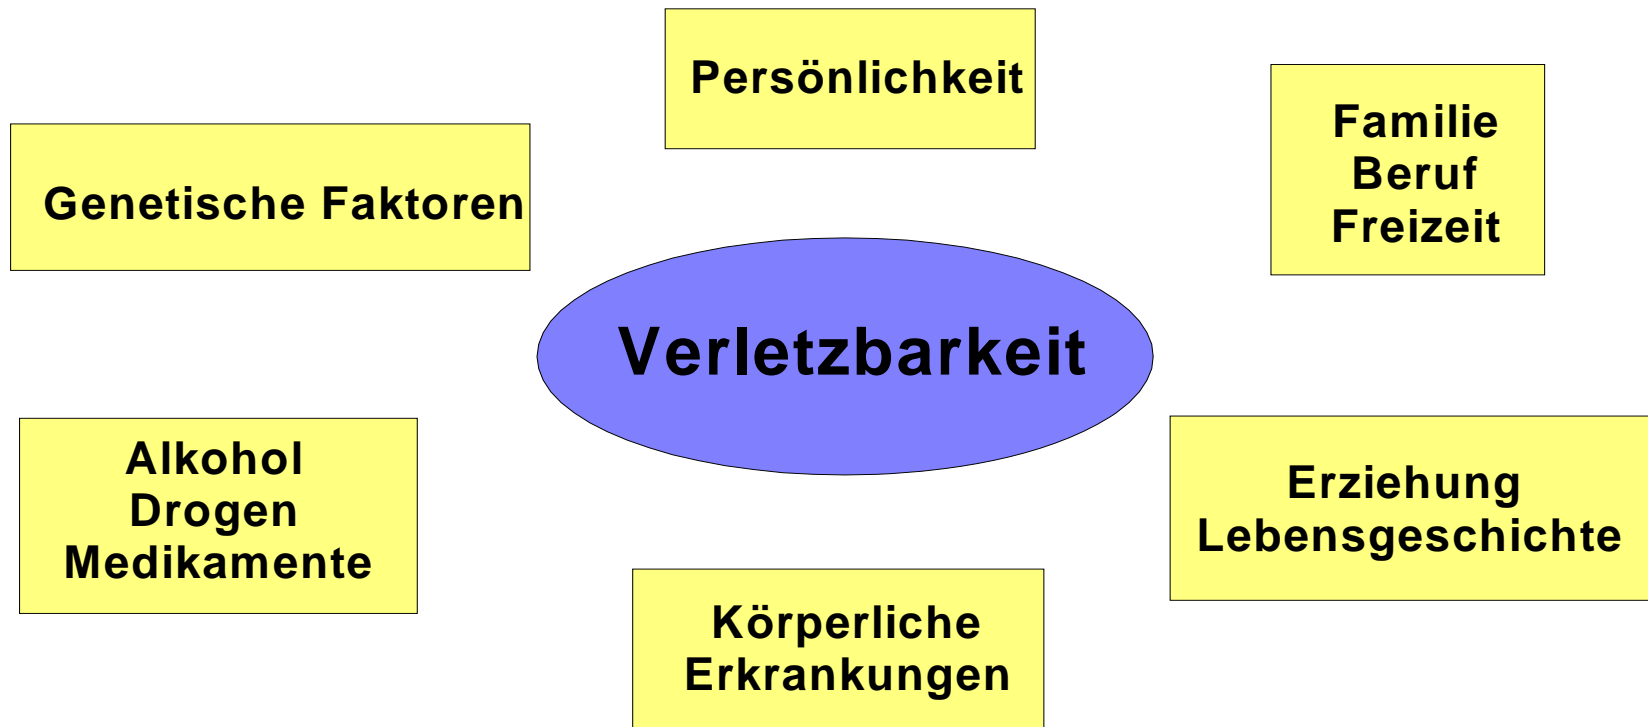 Persönlichkeit
Familie
Beruf
Freizeit
Genetische Faktoren
Verletzbarkeit
Alkohol
Drogen
Medikamente
Erziehung
Lebensgeschichte
Körperliche
Erkrankungen